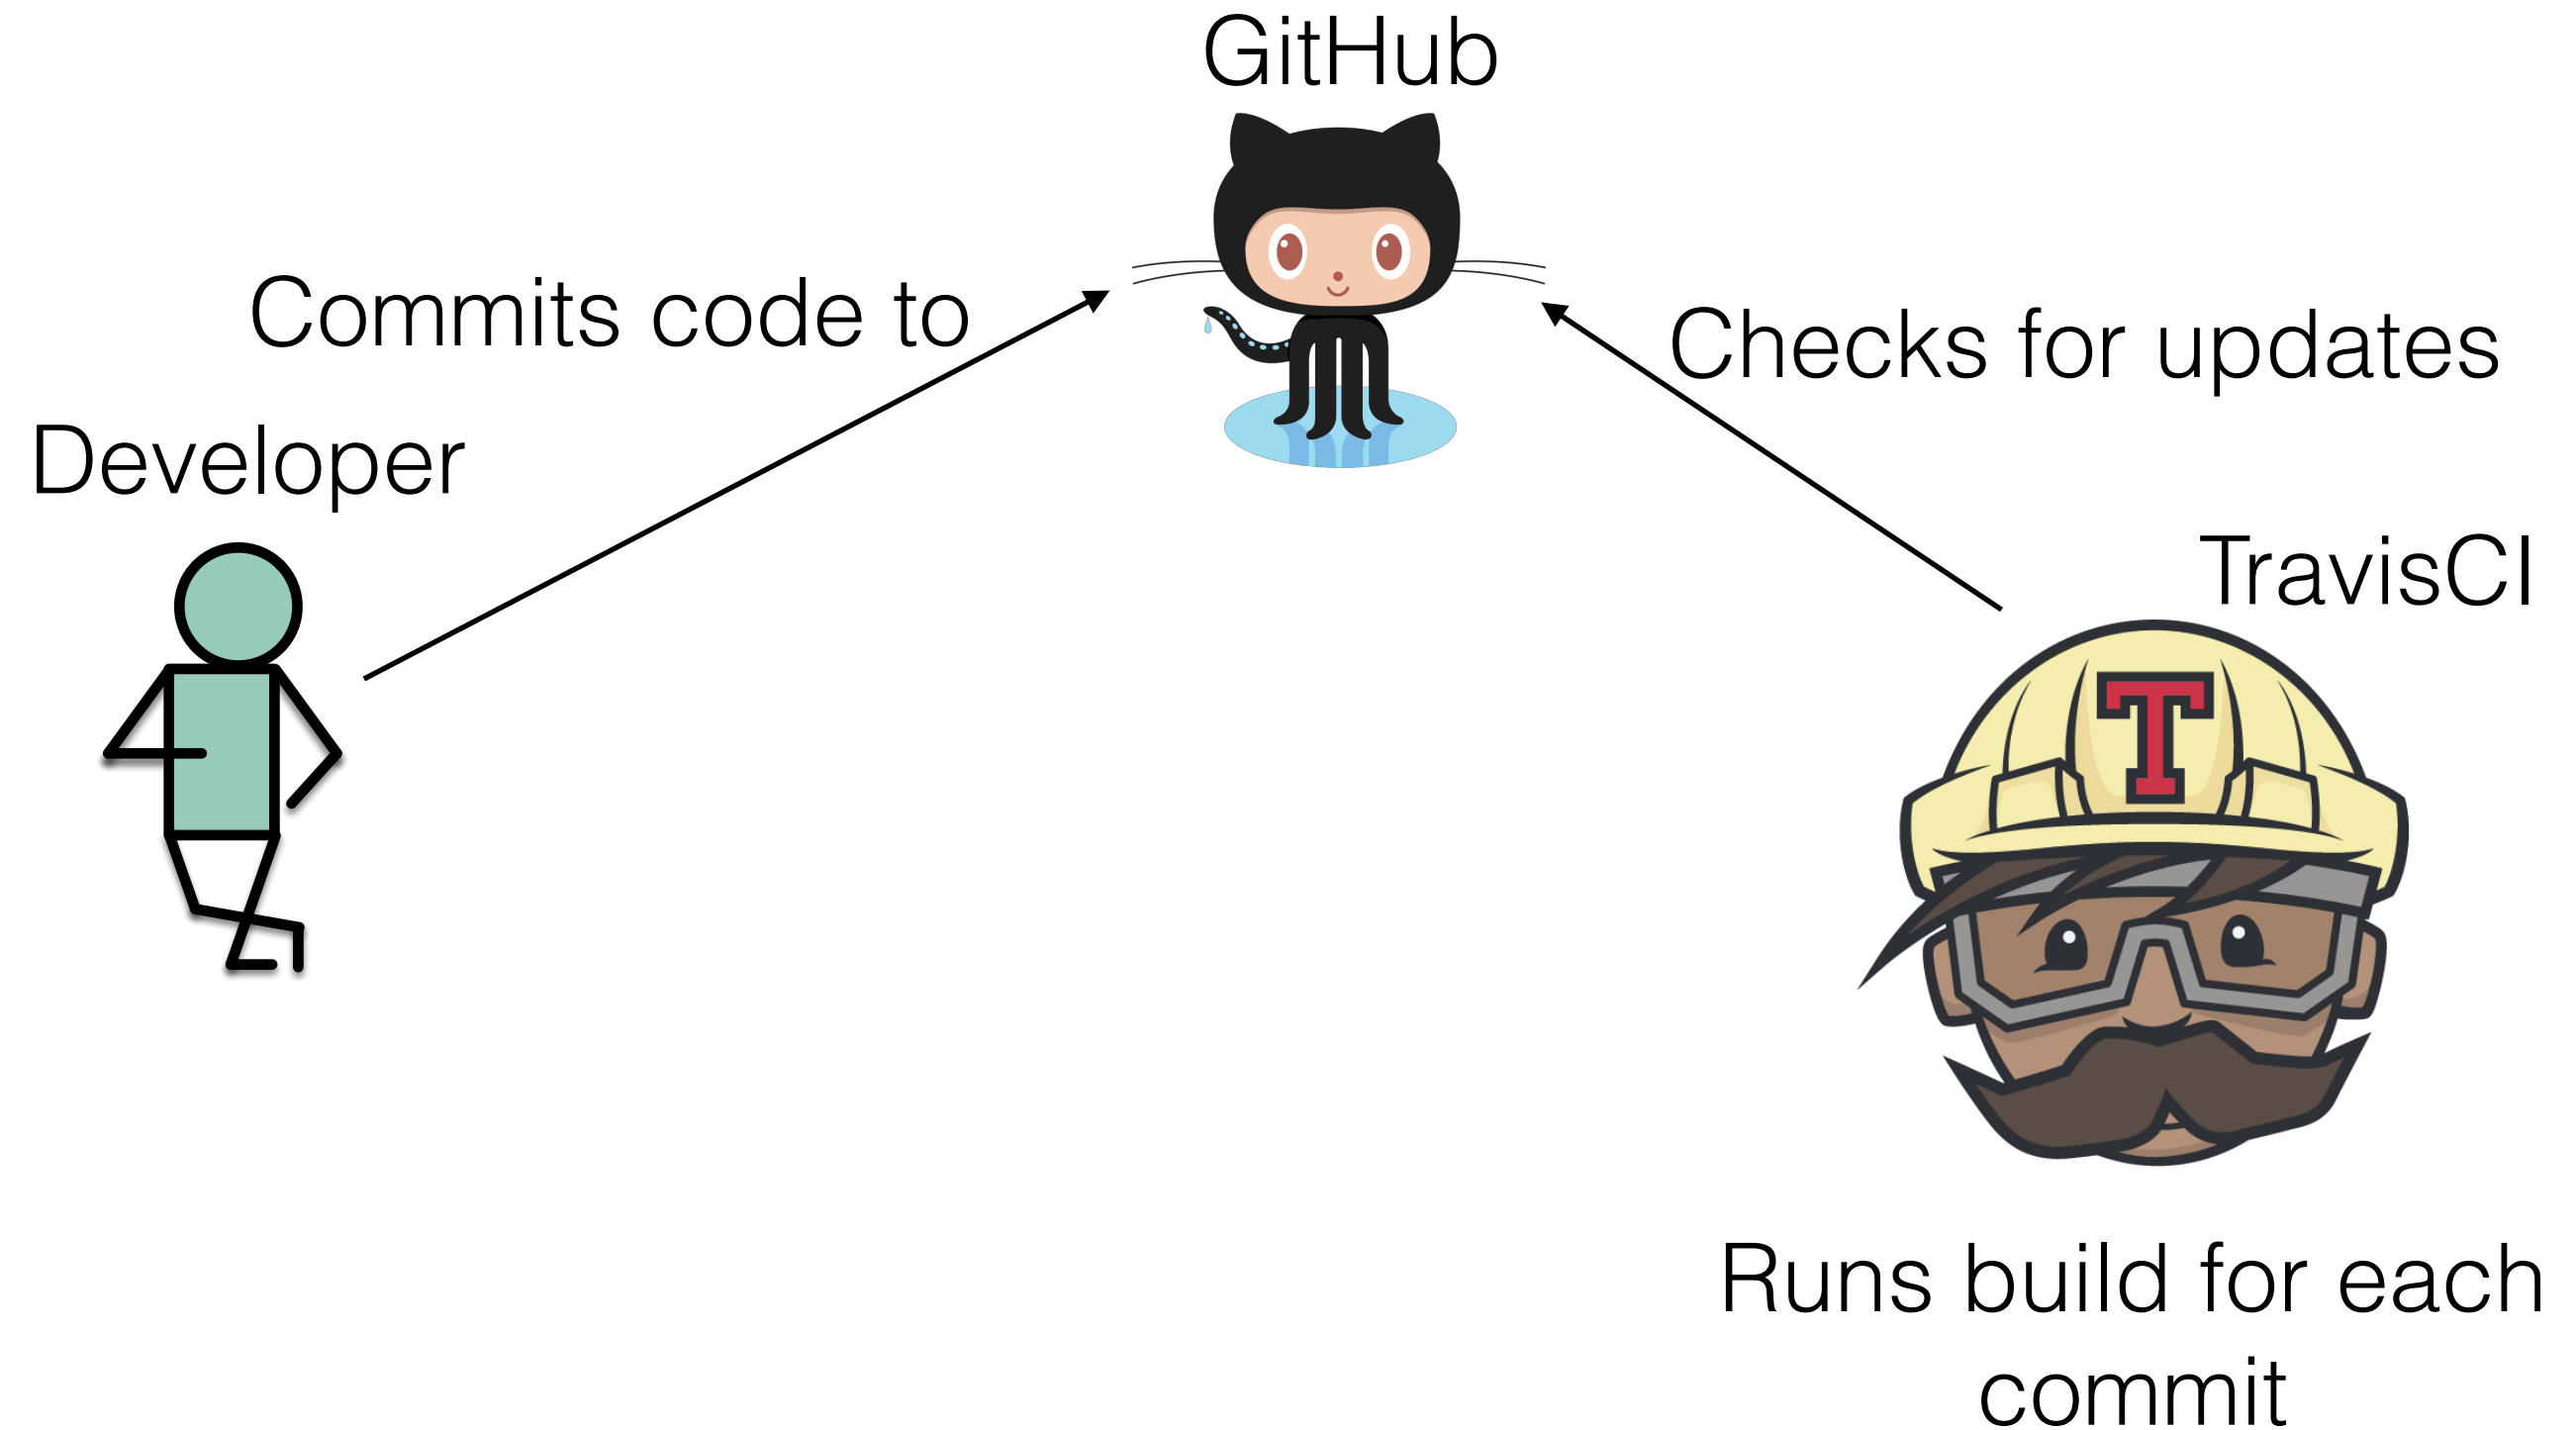 GitHub
Commits code to
Checks for updates
Developer
TravisCI
T
Runs build for each
commit